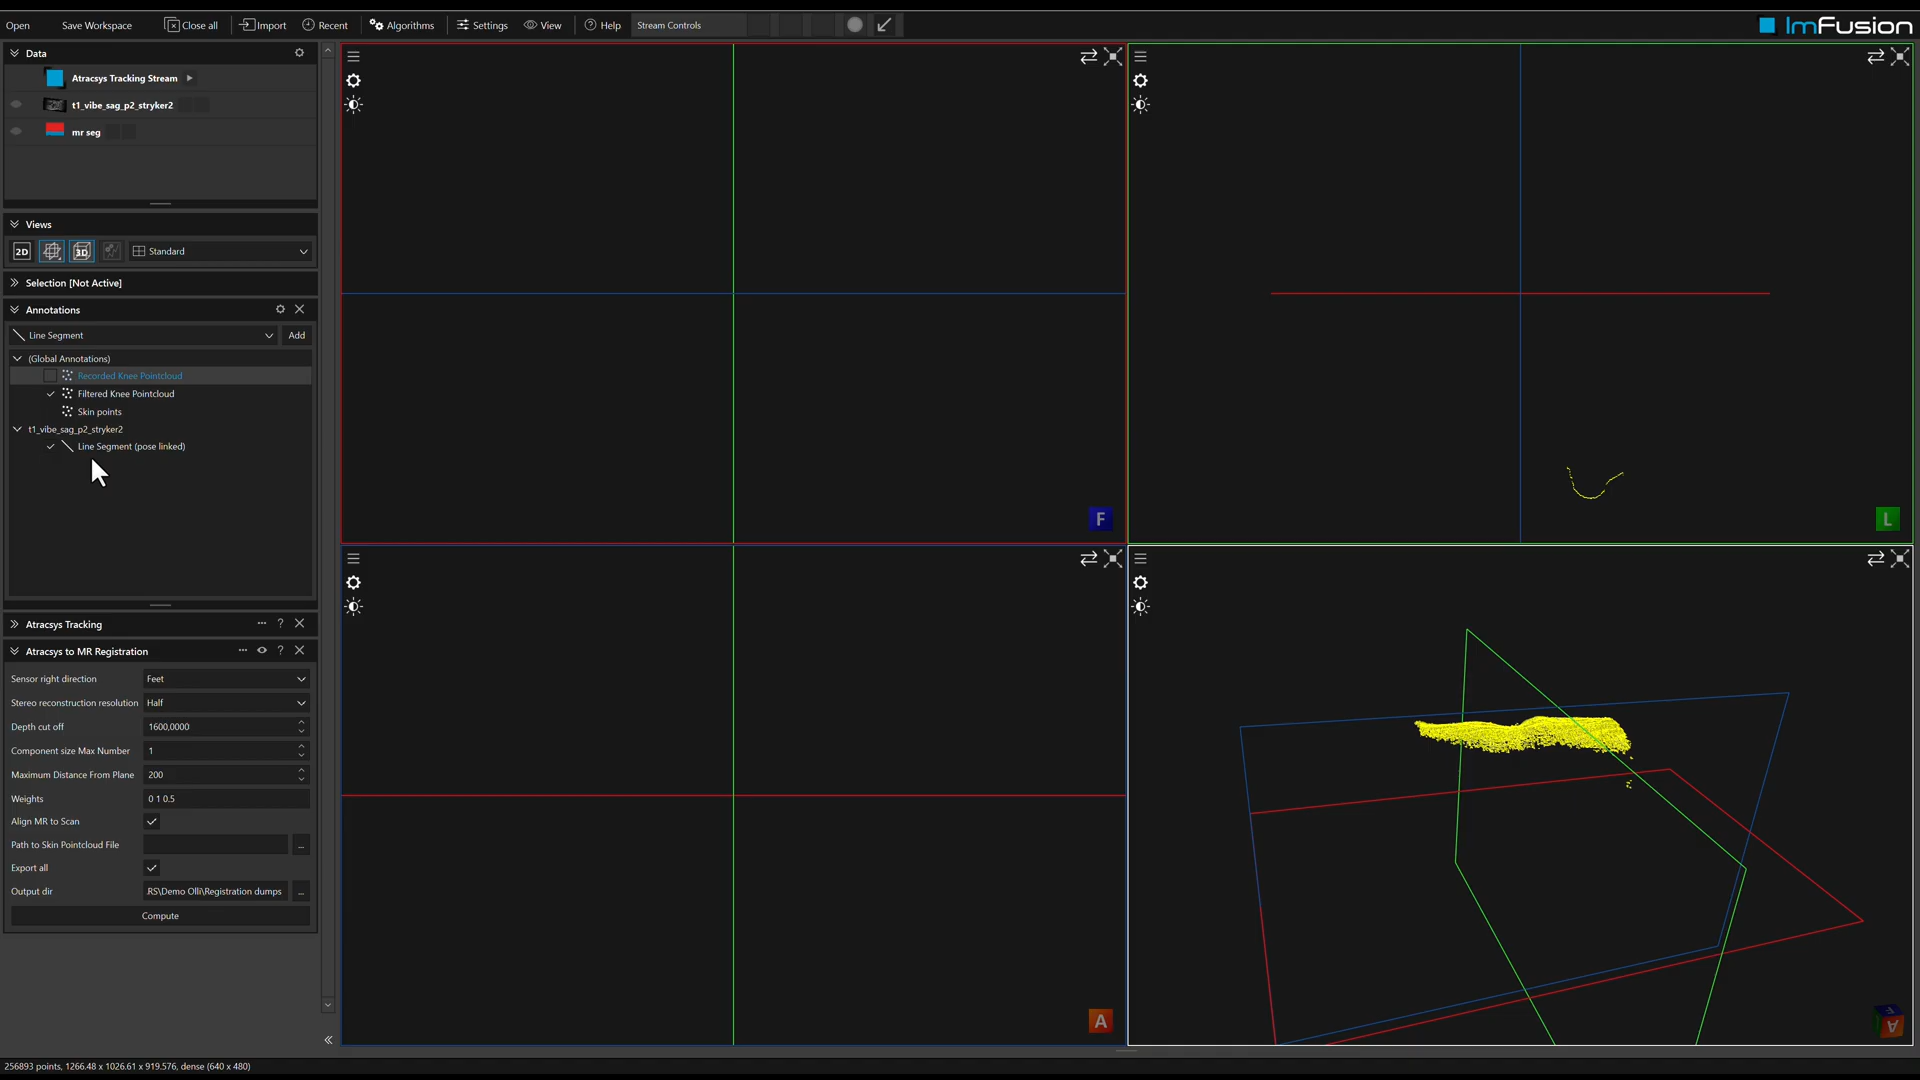 Open
Save Workspace
Close all
Import
Recent
Algorithms
Settings
View
Help
Stream Controls
ImFusion
Data
Atracsys Tracking Stream
t1_vibe_sag_p2_stryker2
mr seg
Views
2D
3D
Standard
Selection [Not Active]
Annotations
Line Segment
Add
(Global Annotations)
Recorded Knee Pointcloud
Filtered Knee Pointcloud
Skin points
t1_vibe_sag_p2_stryker2
Line Segment (pose linked)
Atracsys Tracking
Atracsys to MR Registration
Sensor right direction Feet
Stereo reconstruction resolution Half
Depth cut off 1600,0000
Component size Max Number 1
Maximum Distance From Plane 200
Weights 0 1 0.5
Align MR to Scan
Path to Skin Pointcloud File ...
Export all
Output dir RS\Demo Olli\Registration dumps ...
Compute
F
L
A
F
A
256893 points, 1266.48 x 1026.61 x 919.576, dense (640 x 480)